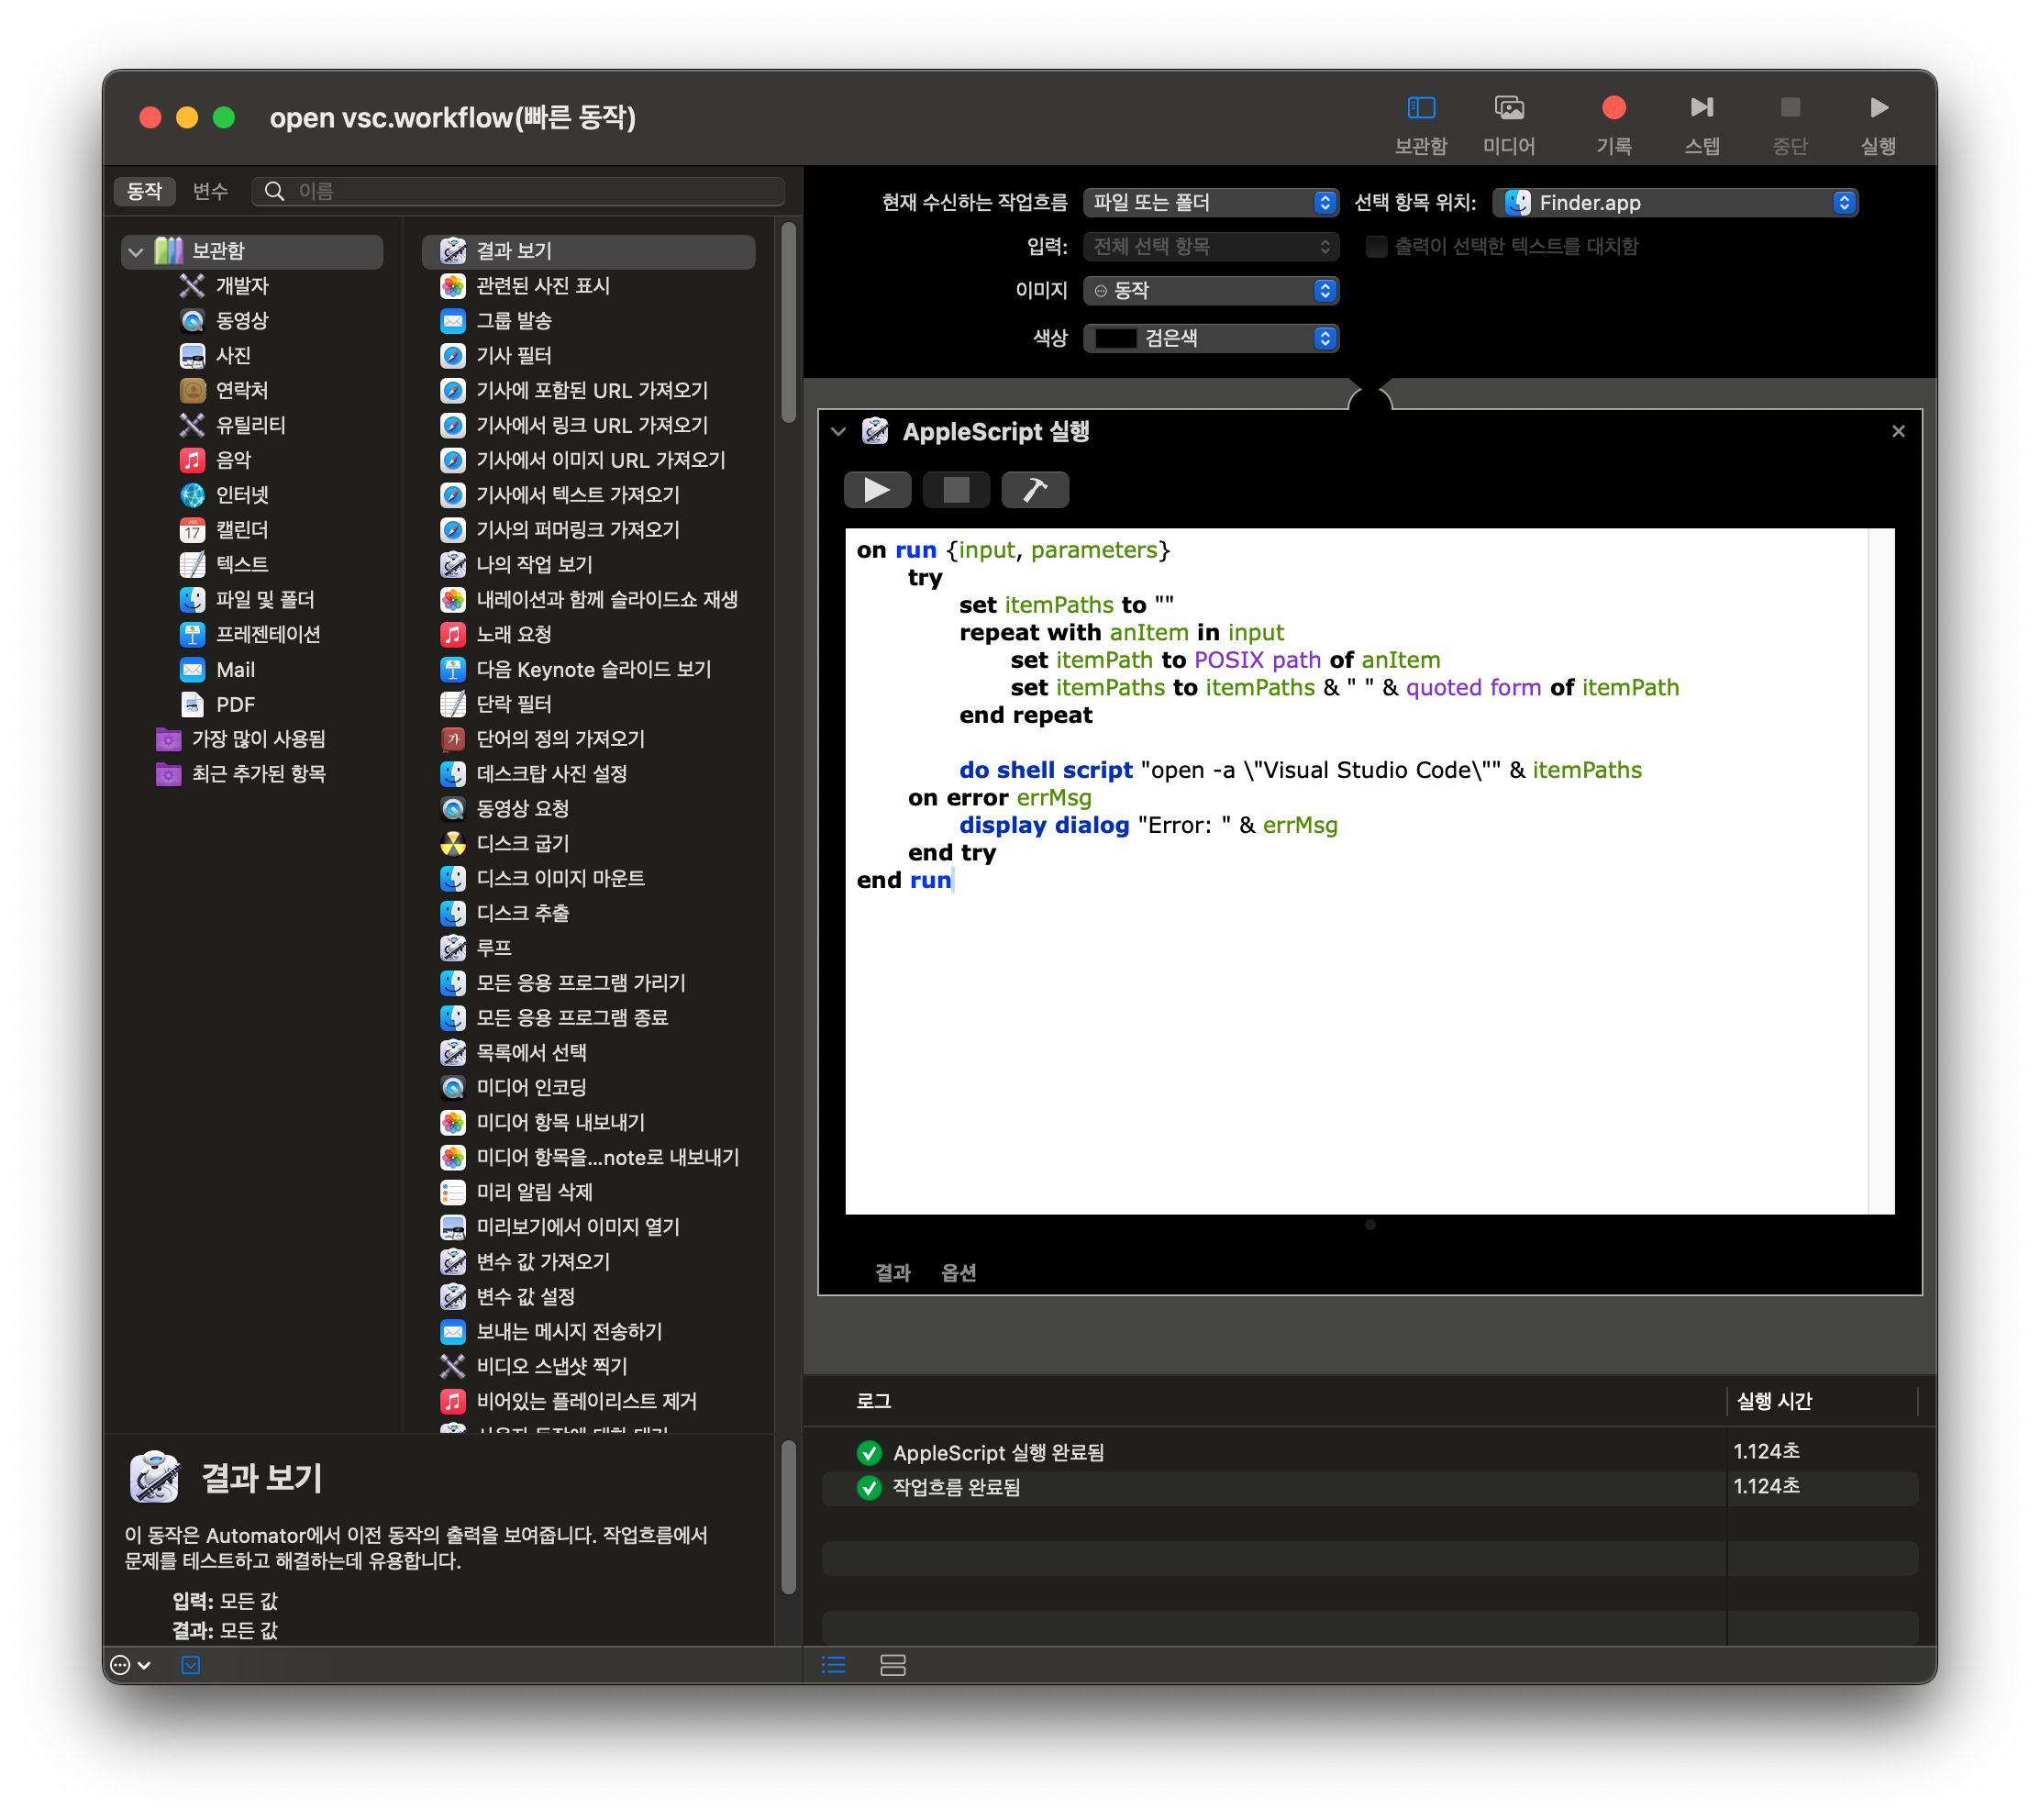 open vsc.workflow(빠른 동작)
보관함
미디어
기록
스텝
중단
실행
동작
변수
이름
보관함
개발자
동영상
사진
연락처
유틸리티
음악
인터넷
캘린더
텍스트
파일 및 폴더
프레젠테이션
Mail
PDF
가장 많이 사용됨
최근 추가된 항목
결과 보기
관련된 사진 표시
그룹 발송
기사 필터
기사에 포함된 URL 가져오기
기사에서 링크 URL 가져오기
기사에서 이미지 URL 가져오기
기사에서 텍스트 가져오기
기사의 퍼머링크 가져오기
나의 작업 보기
내레이션과 함께 슬라이드쇼 재생
노래 요청
다음 Keynote 슬라이드 보기
단락 필터
단어의 정의 가져오기
데스크탑 사진 설정
동영상 요청
디스크 굽기
디스크 이미지 마운트
디스크 추출
루프
모든 응용 프로그램 가리기
모든 응용 프로그램 종료
목록에서 선택
미디어 인코딩
미디어 항목 내보내기
미디어 항목을...note로 내보내기
미리 알림 삭제
미리보기에서 이미지 열기
변수 값 가져오기
변수 값 설정
보내는 메시지 전송하기
비디오 스냅샷 찍기
비어있는 플레이리스트 제거
결과 보기
이 동작은 Automator에서 이전 동작의 출력을 보여줍니다. 작업흐름에서
문제를 테스트하고 해결하는데 유용합니다.
입력: 모든 값
결과: 모든 값
현재 수신하는 작업흐름 파일 또는 폴더 선택 항목 위치: Finder.app
입력: 전체 선택 항목 출력이 선택한 텍스트를 대치함
이미지 동작
색상 검은색
AppleScript 실행
on run {input, parameters}
try
set itemPaths to ""
repeat with anItem in input
set itemPath to POSIX path of anItem
set itemPaths to itemPaths & " " & quoted form of itemPath
end repeat
do shell script "open -a \"Visual Studio Code\"" & itemPaths
on error errMsg
display dialog "Error: " & errMsg
end try
end run
결과 옵션
로그 실행 시간
AppleScript 실행 완료됨 1.124초
작업흐름 완료됨 1.124초